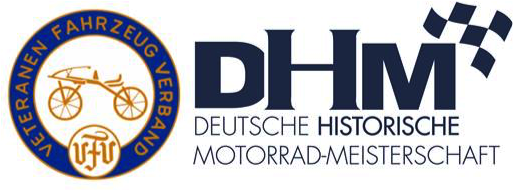 VETERANEN FAHRZEUG VERBAND
VFV
DHM
DEUTSCHE HISTORISCHE
MOTORRAD-MEISTERSCHAFT